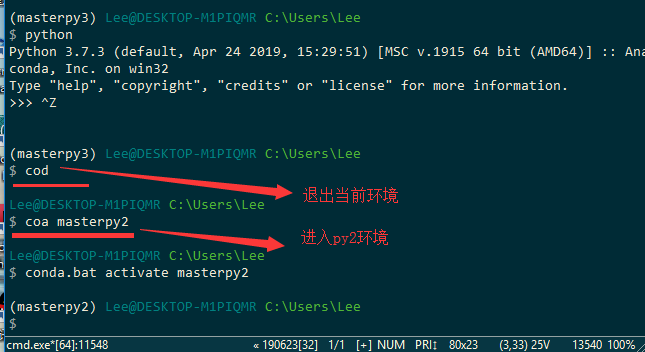 (masterpy3) Lee@DESKTOP-M1PIQMR C:\Users\Lee
$ python
Python 3.7.3 (default, Apr 24 2019, 15:29:51) [MSC v.1915 64 bit (AMD64)] :: Ana
conda, Inc. on win32
Type "help", "copyright", "credits" or "license" for more information.
>>> ^Z
(masterpy3) Lee@DESKTOP-M1PIQMR C:\Users\Lee
$ cod
退出当前环境
Lee@DESKTOP-M1PIQMR C:\Users\Lee
$ coa masterpy2
进入py2环境
Lee@DESKTOP-M1PIQMR C:\Users\Lee
$ conda.bat activate masterpy2
(masterpy2) Lee@DESKTOP-M1PIQMR C:\Users\Lee
$
cmd.exe*[64]:11548 « 190623[32] 1/1 [+] NUM PRI↕ 80x23 (3,33) 25V 13540 100%